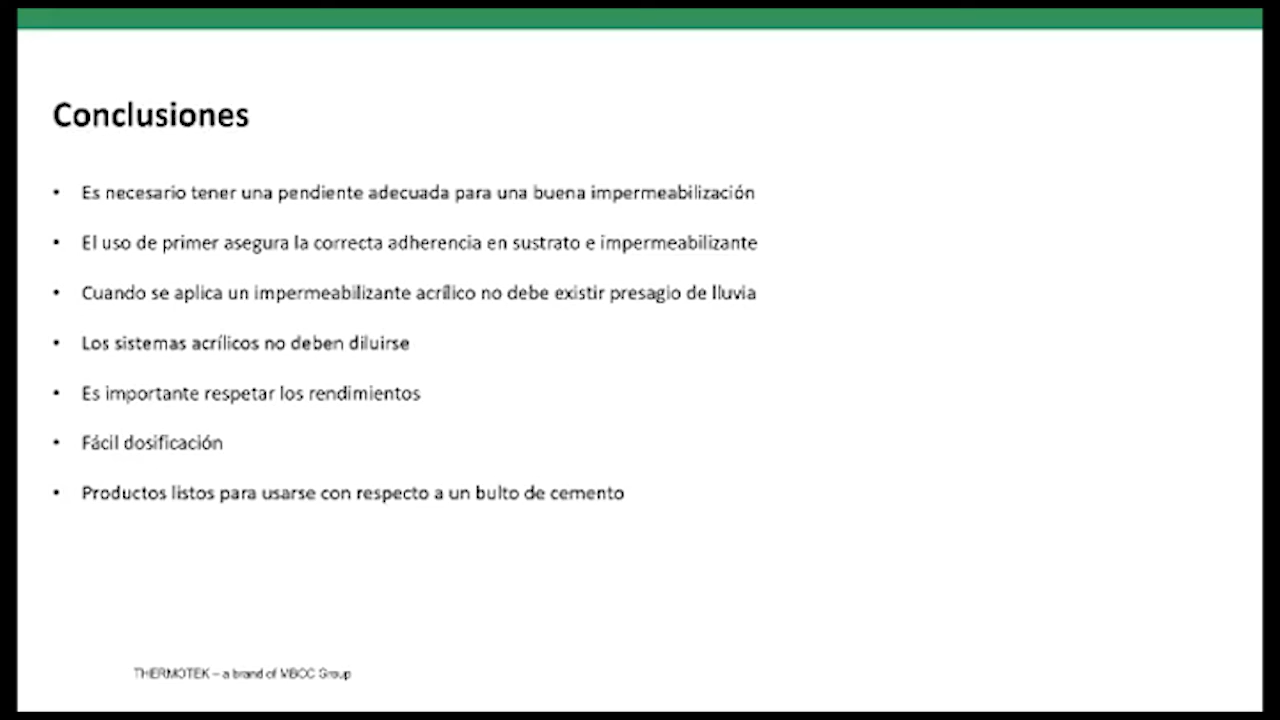 Conclusiones
• Es necesario tener una pendiente adecuada para una buena impermeabilización
• El uso de primer asegura la correcta adherencia en sustrato e impermeabilizante
• Cuando se aplica un impermeabilizante acrílico no debe existir presagio de lluvia
• Los sistemas acrílicos no deben diluirse
• Es importante respetar los rendimientos
• Fácil dosificación
• Productos listos para usarse con respecto a un bulto de cemento
THERMOTEK – a brand of MBCC Group